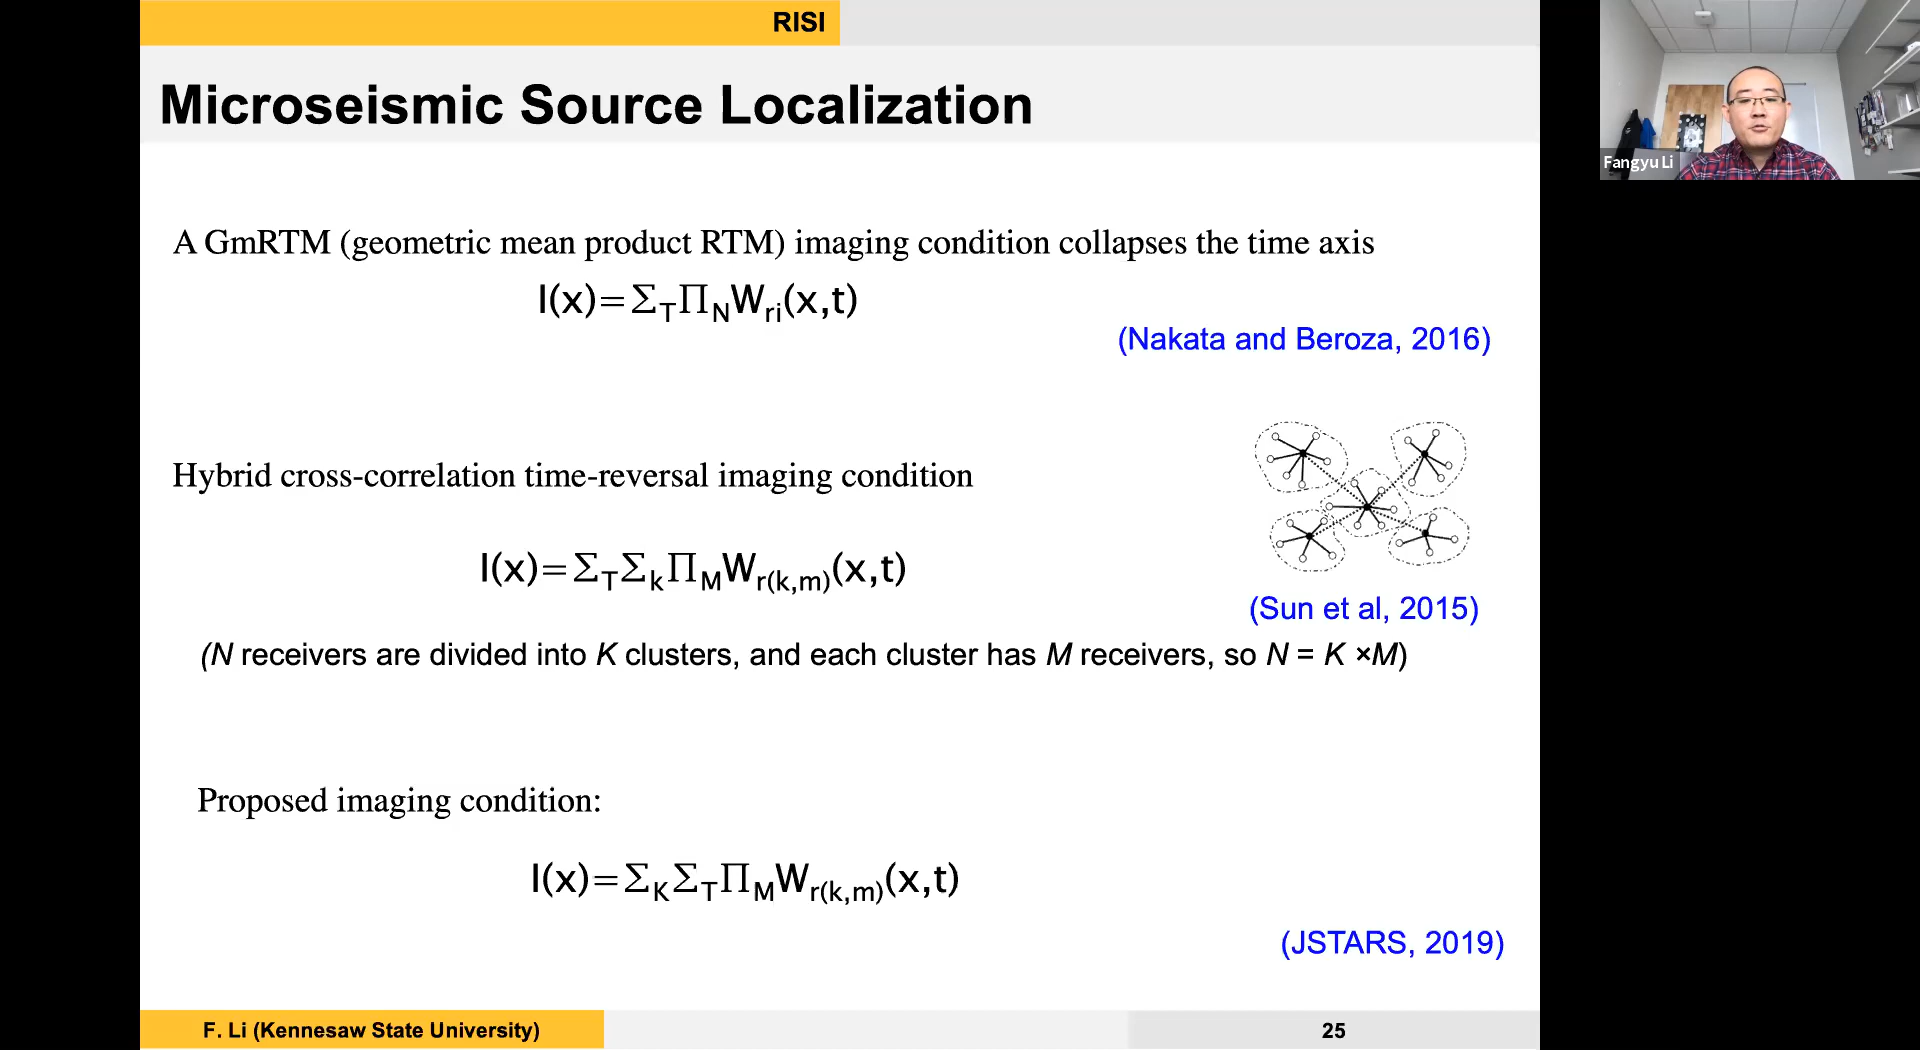 RISI
Microseismic Source Localization
Fangyu Li
A GmRTM (geometric mean product RTM) imaging condition collapses the time axis
I(x)=Σ_TΠ_NW_ri(x,t)
(Nakata and Beroza, 2016)
Hybrid cross-correlation time-reversal imaging condition
I(x)=Σ_TΣ_kΠ_MW_r(k,m)(x,t)
(Sun et al, 2015)
(N receivers are divided into K clusters, and each cluster has M receivers, so N = K ×M)
Proposed imaging condition:
I(x)=Σ_KΣ_TΠ_MW_r(k,m)(x,t)
(JSTARS, 2019)
F. Li (Kennesaw State University)
25